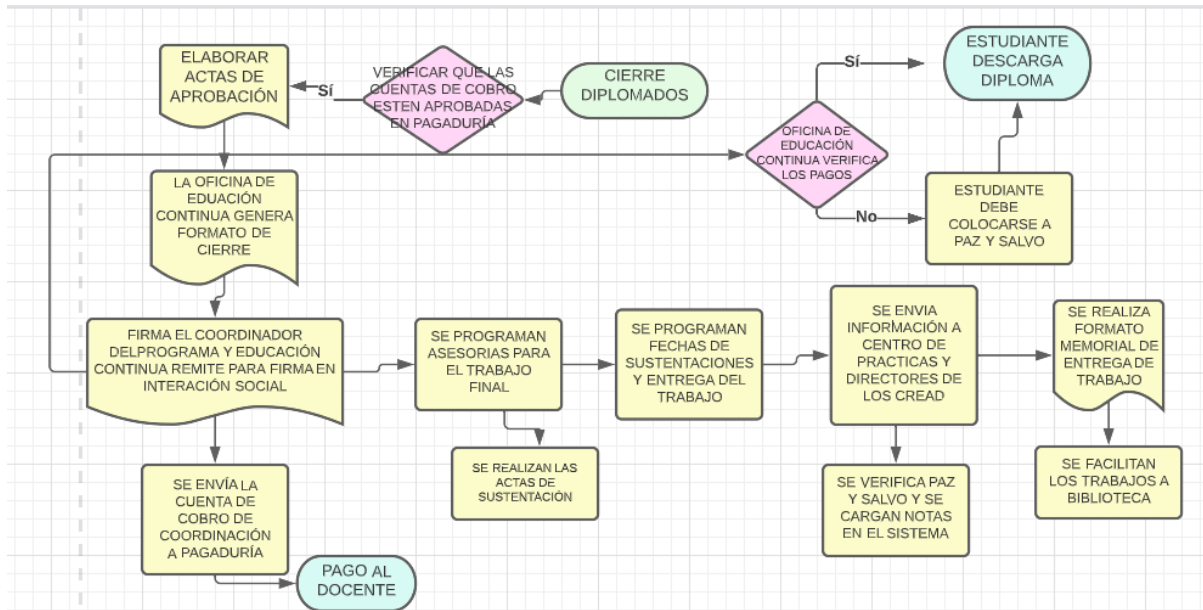 ELABORAR
ACTAS DE
APROBACIÓN
Sí
VERIFICAR QUE LAS
CUENTAS DE COBRO
ESTEN APROBADAS
EN PAGADURÍA
CIERRE
DIPLOMADOS
Sí
ESTUDIANTE
DESCARGA
DIPLOMA
OFICINA DE
EDUCACIÓN
CONTINUA VERIFICA
LOS PAGOS
No
ESTUDIANTE
DEBE
COLOCARSE A
PAZ Y SALVO
LA OFICINA DE
EDUACIÓN
CONTINUA GENERA
FORMATO DE
CIERRE
FIRMA EL COORDINADOR
DELPROGRAMA Y EDUCACIÓN
CONTINUA REMITE PARA FIRMA EN
INTERACIÓN SOCIAL
SE PROGRAMAN
ASESORIAS PARA
EL TRABAJO
FINAL
SE PROGRAMAN
FECHAS DE
SUSTENTACIONES
Y ENTREGA DEL
TRABAJO
SE ENVIA
INFORMACIÓN A
CENTRO DE
PRACTICAS Y
DIRECTORES DE
LOS CREAD
SE REALIZA
FORMATO
MEMORIAL DE
ENTREGA DE
TRABAJO
SE ENVÍA LA
CUENTA DE
COBRO DE
COORDINACIÓN
A PAGADURÍA
SE REALIZAN LAS
ACTAS DE
SUSTENTACIÓN
SE VERIFICA PAZ
Y SALVO Y SE
CARGAN NOTAS
EN EL SISTEMA
SE FACILITAN
LOS TRABAJOS A
BIBLIOTECA
PAGO AL
DOCENTE